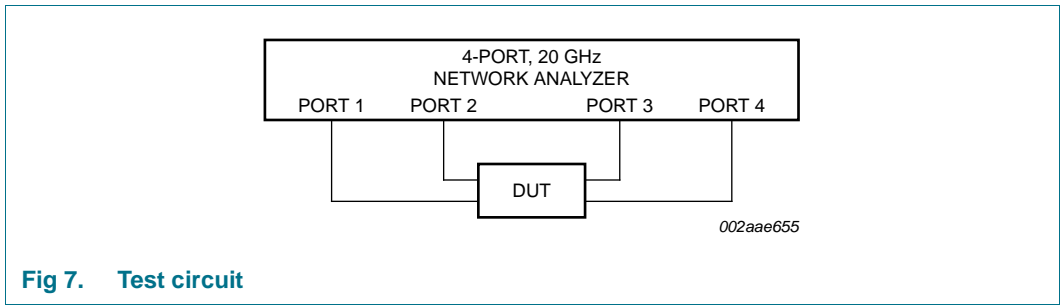 4-PORT, 20 GHz
NETWORK ANALYZER
PORT 1 PORT 2 PORT 3 PORT 4
DUT
002aae655
Fig 7. Test circuit